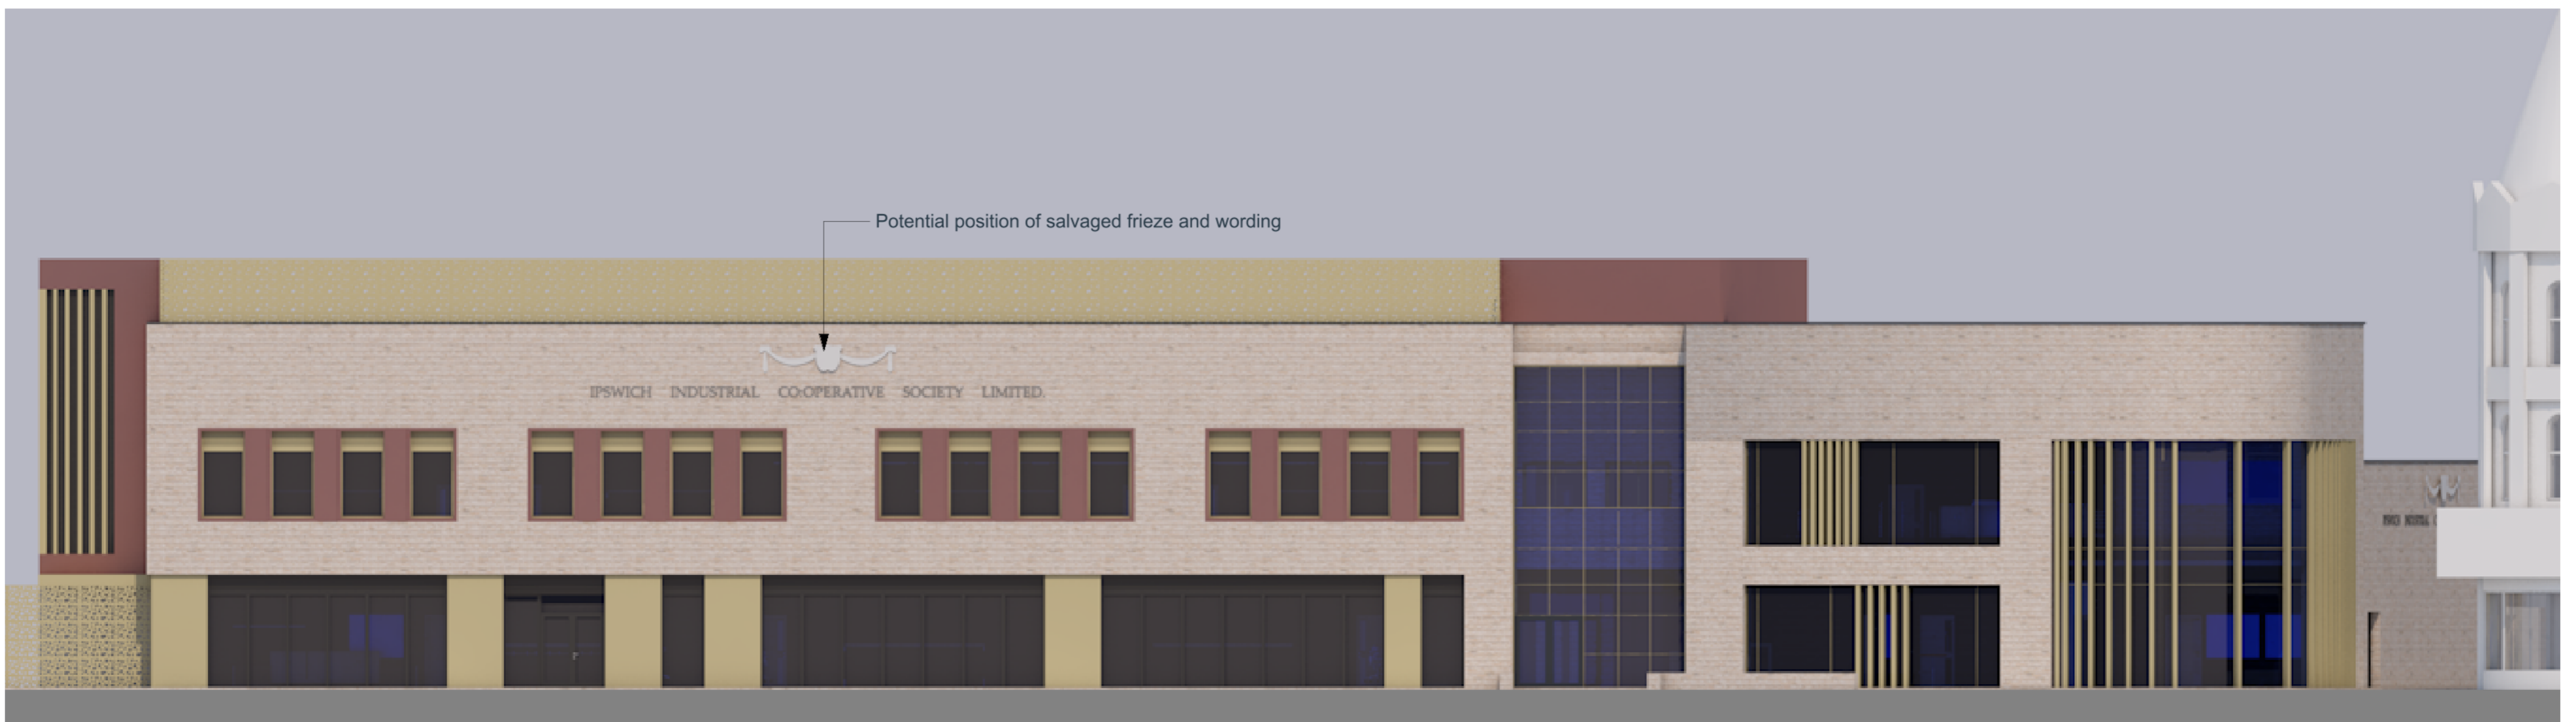 Potential position of salvaged frieze and wording
IPSWICH INDUSTRIAL CO:OPERATIVE SOCIETY LIMITED.